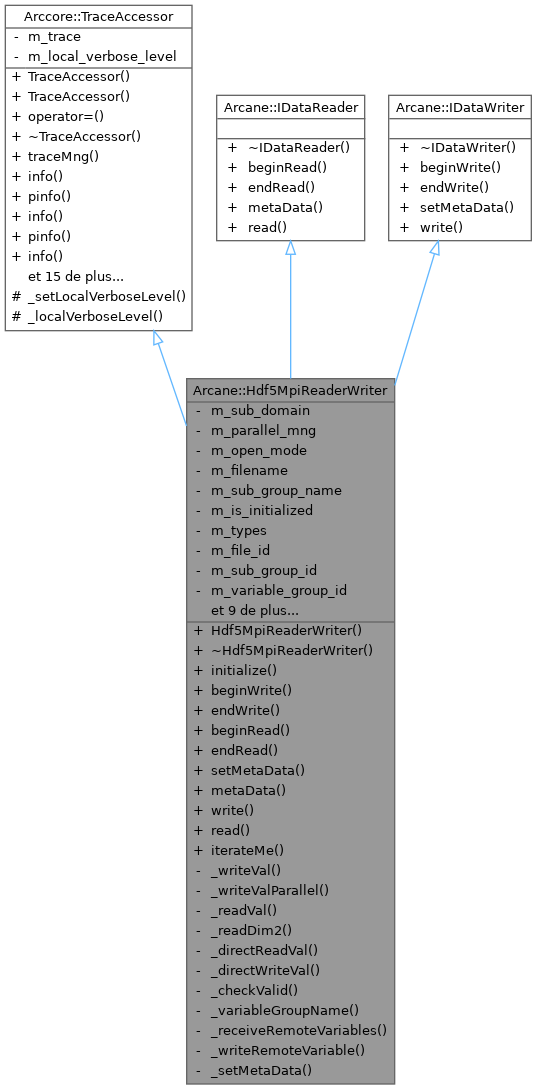 Arccore::TraceAccessor
- m_trace
- m_local_verbose_level
+ TraceAccessor()
+ TraceAccessor()
+ operator=()
+ ~TraceAccessor()
+ traceMng()
+ info()
+ pinfo()
+ info()
+ pinfo()
+ info()
et 15 de plus...
# _setLocalVerboseLevel()
# _localVerboseLevel()
Arcane::IDataReader
+ ~IDataReader()
+ beginRead()
+ endRead()
+ metaData()
+ read()
Arcane::IDataWriter
+ ~IDataWriter()
+ beginWrite()
+ endWrite()
+ setMetaData()
+ write()
Arcane::Hdf5MpiReaderWriter
- m_sub_domain
- m_parallel_mng
- m_open_mode
- m_filename
- m_sub_group_name
- m_is_initialized
- m_types
- m_file_id
- m_sub_group_id
- m_variable_group_id
et 9 de plus...
+ Hdf5MpiReaderWriter()
+ ~Hdf5MpiReaderWriter()
+ initialize()
+ beginWrite()
+ endWrite()
+ beginRead()
+ endRead()
+ setMetaData()
+ metaData()
+ write()
+ read()
+ iterateMe()
- _writeVal()
- _writeValParallel()
- _readVal()
- _readDim2()
- _directReadVal()
- _directWriteVal()
- _checkValid()
- _variableGroupName()
- _receiveRemoteVariables()
- _writeRemoteVariable()
- _setMetaData()